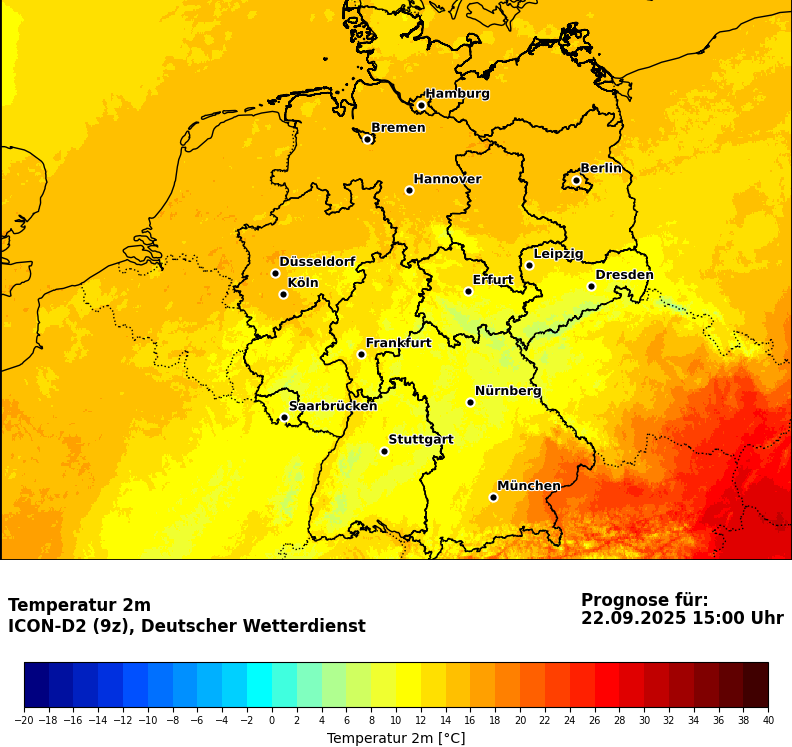 Hamburg
Bremen
Berlin
Hannover
Leipzig
Düsseldorf
Dresden
Erfurt
Köln
Frankfurt
Nürnberg
Saarbrücken
Stuttgart
München
Temperatur 2m
ICON-D2 (9z), Deutscher Wetterdienst
Prognose für:
22.09.2025 15:00 Uhr
−20 −18 −16 −14 −12 −10 −8 −6 −4 −2 0 2 4 6 8 10 12 14 16 18 20 22 24 26 28 30 32 34 36 38 40
Temperatur 2m [°C]